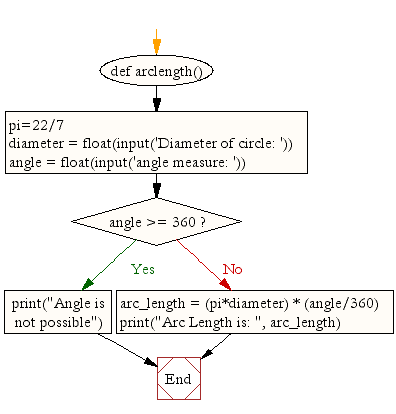 def arclength()
pi=22/7
diameter = float(input('Diameter of circle: '))
angle = float(input('angle measure: '))
angle >= 360 ?
Yes
No
print("Angle is
not possible")
arc_length = (pi*diameter) * (angle/360)
print("Arc Length is: ", arc_length)
End